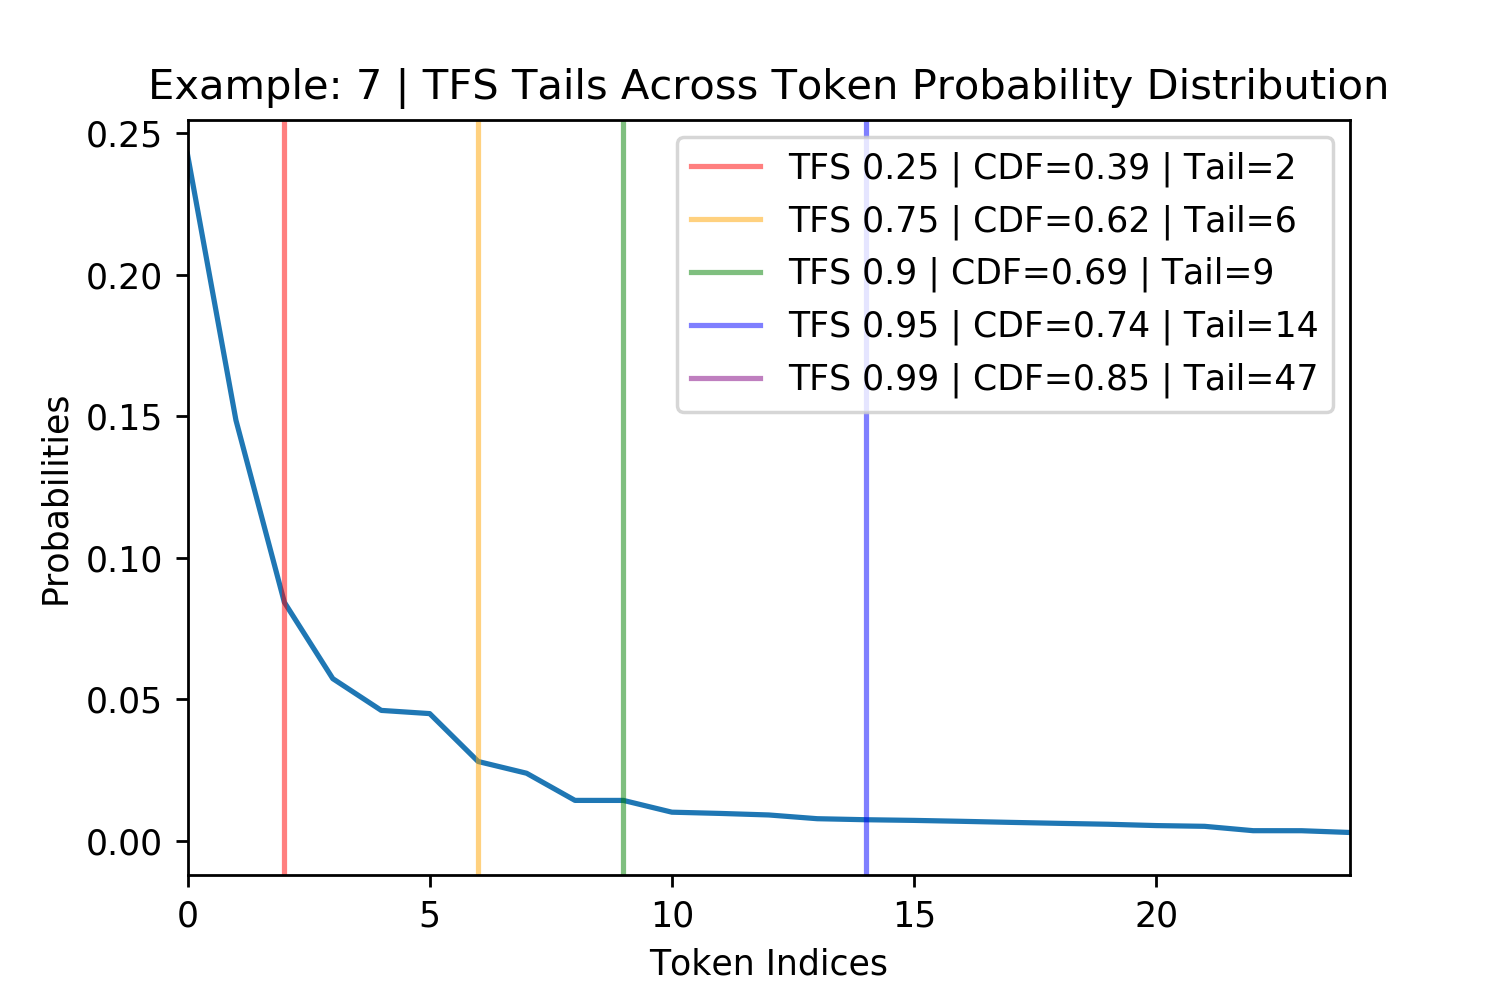 Example: 7 | TFS Tails Across Token Probability Distribution
TFS 0.25 | CDF=0.39 | Tail=2
TFS 0.75 | CDF=0.62 | Tail=6
TFS 0.9 | CDF=0.69 | Tail=9
TFS 0.95 | CDF=0.74 | Tail=14
TFS 0.99 | CDF=0.85 | Tail=47
Probabilities
0.25
0.20
0.15
0.10
0.05
0.00
0 5 10 15 20
Token Indices